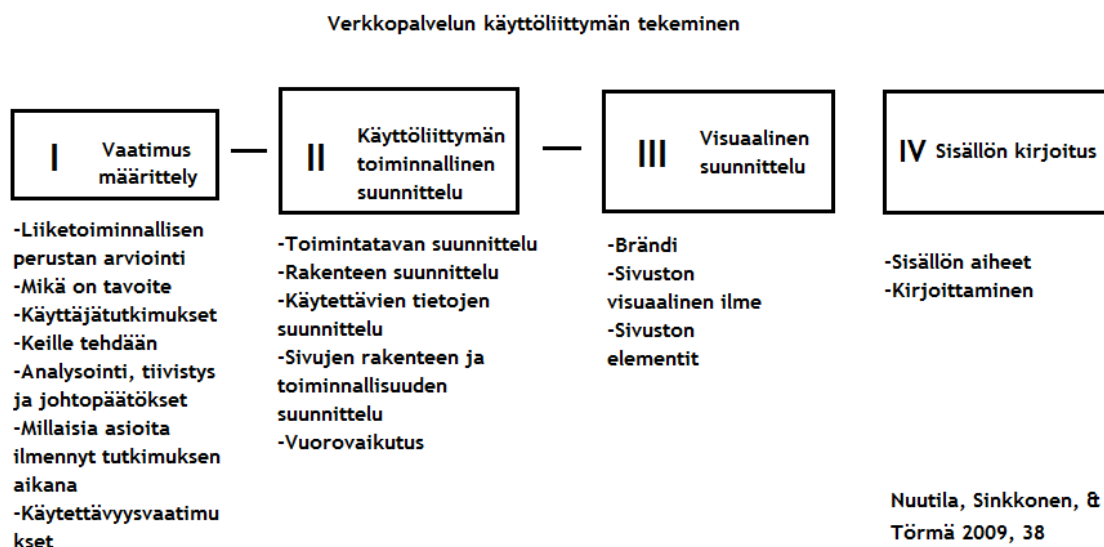 Verkkopalvelun käyttöliittymän tekeminen
I
Vaatimus
määrittely
-Liiketoiminnallisen
perustan arviointi
-Mikä on tavoite
-Käyttäjätutkimukset
-Keille tehdään
-Analysointi, tiivistys
ja johtopäätökset
-Millaisia asioita
ilmennyt tutkimuksen
aikana
-Käytettävyysvaatimu
kset
II
Käyttöliittymän
toiminnallinen
suunnittelu
-Toimintatavan suunnittelu
-Rakenteen suunnittelu
-Käytettävien tietojen
suunnittelu
-Sivujen rakenteen ja
toiminnallisuuden
suunnittelu
-Vuorovaikutus
III
Visuaalinen
suunnittelu
-Brändi
-Sivuston
visuaalinen ilme
-Sivuston
elementit
IV Sisällön kirjoitus
-Sisällön aiheet
-Kirjoittaminen
Nuutila, Sinkkonen, &
Törmä 2009, 38